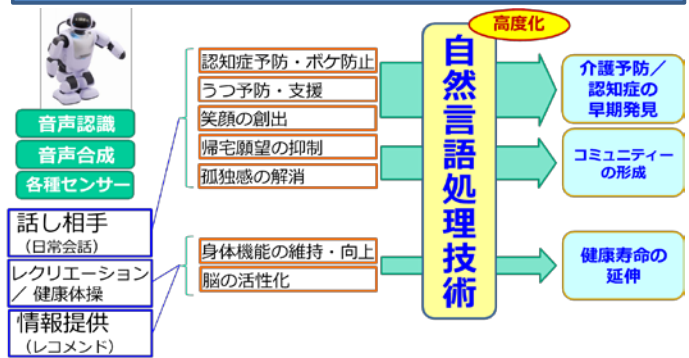 音声認識
音声合成
各種センサー
話し相手
（日常会話）
レクリエーション
／ 健康体操
情報提供
（レコメンド）
認知症予防・ボケ防止
うつ予防・支援
笑顔の創出
帰宅願望の抑制
孤独感の解消
身体機能の維持・向上
脳の活性化
高度化
自然言語処理技術
介護予防／
認知症の
早期発見
コミュニティー
の形成
健康寿命の
延伸